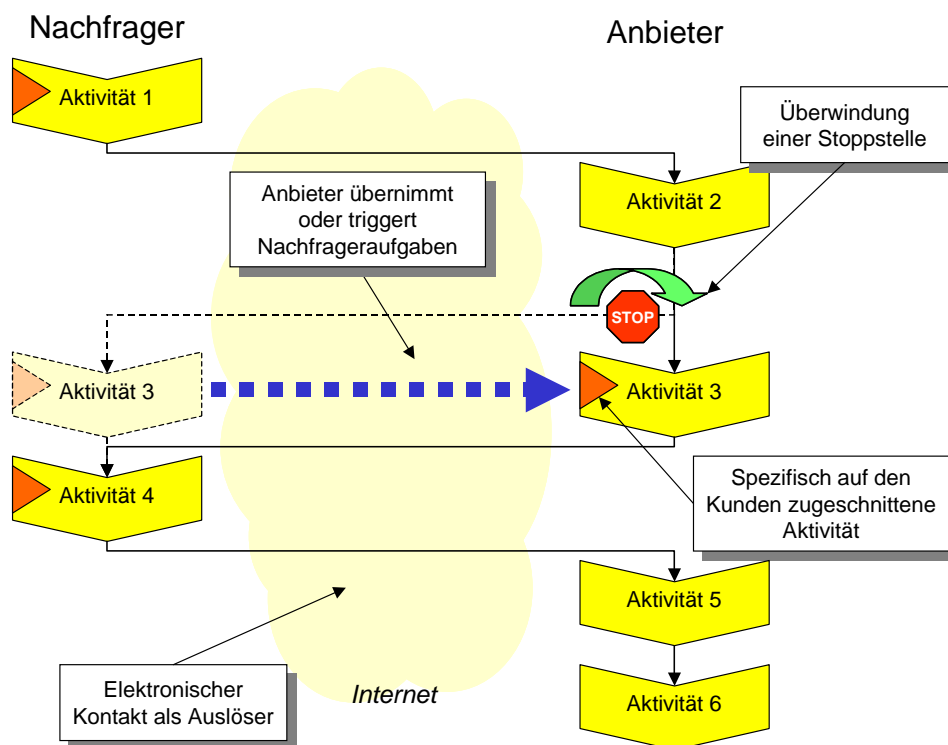 Nachfrager
Anbieter
Aktivität 1
Überwindung
einer Stoppstelle
Aktivität 2
Anbieter übernimmt
oder triggert
Nachfrageraufgaben
STOP
Aktivität 3
Aktivität 3
Aktivität 4
Spezifisch auf den
Kunden zugeschnittene
Aktivität
Aktivität 5
Elektronischer
Kontakt als Auslöser
Internet
Aktivität 6